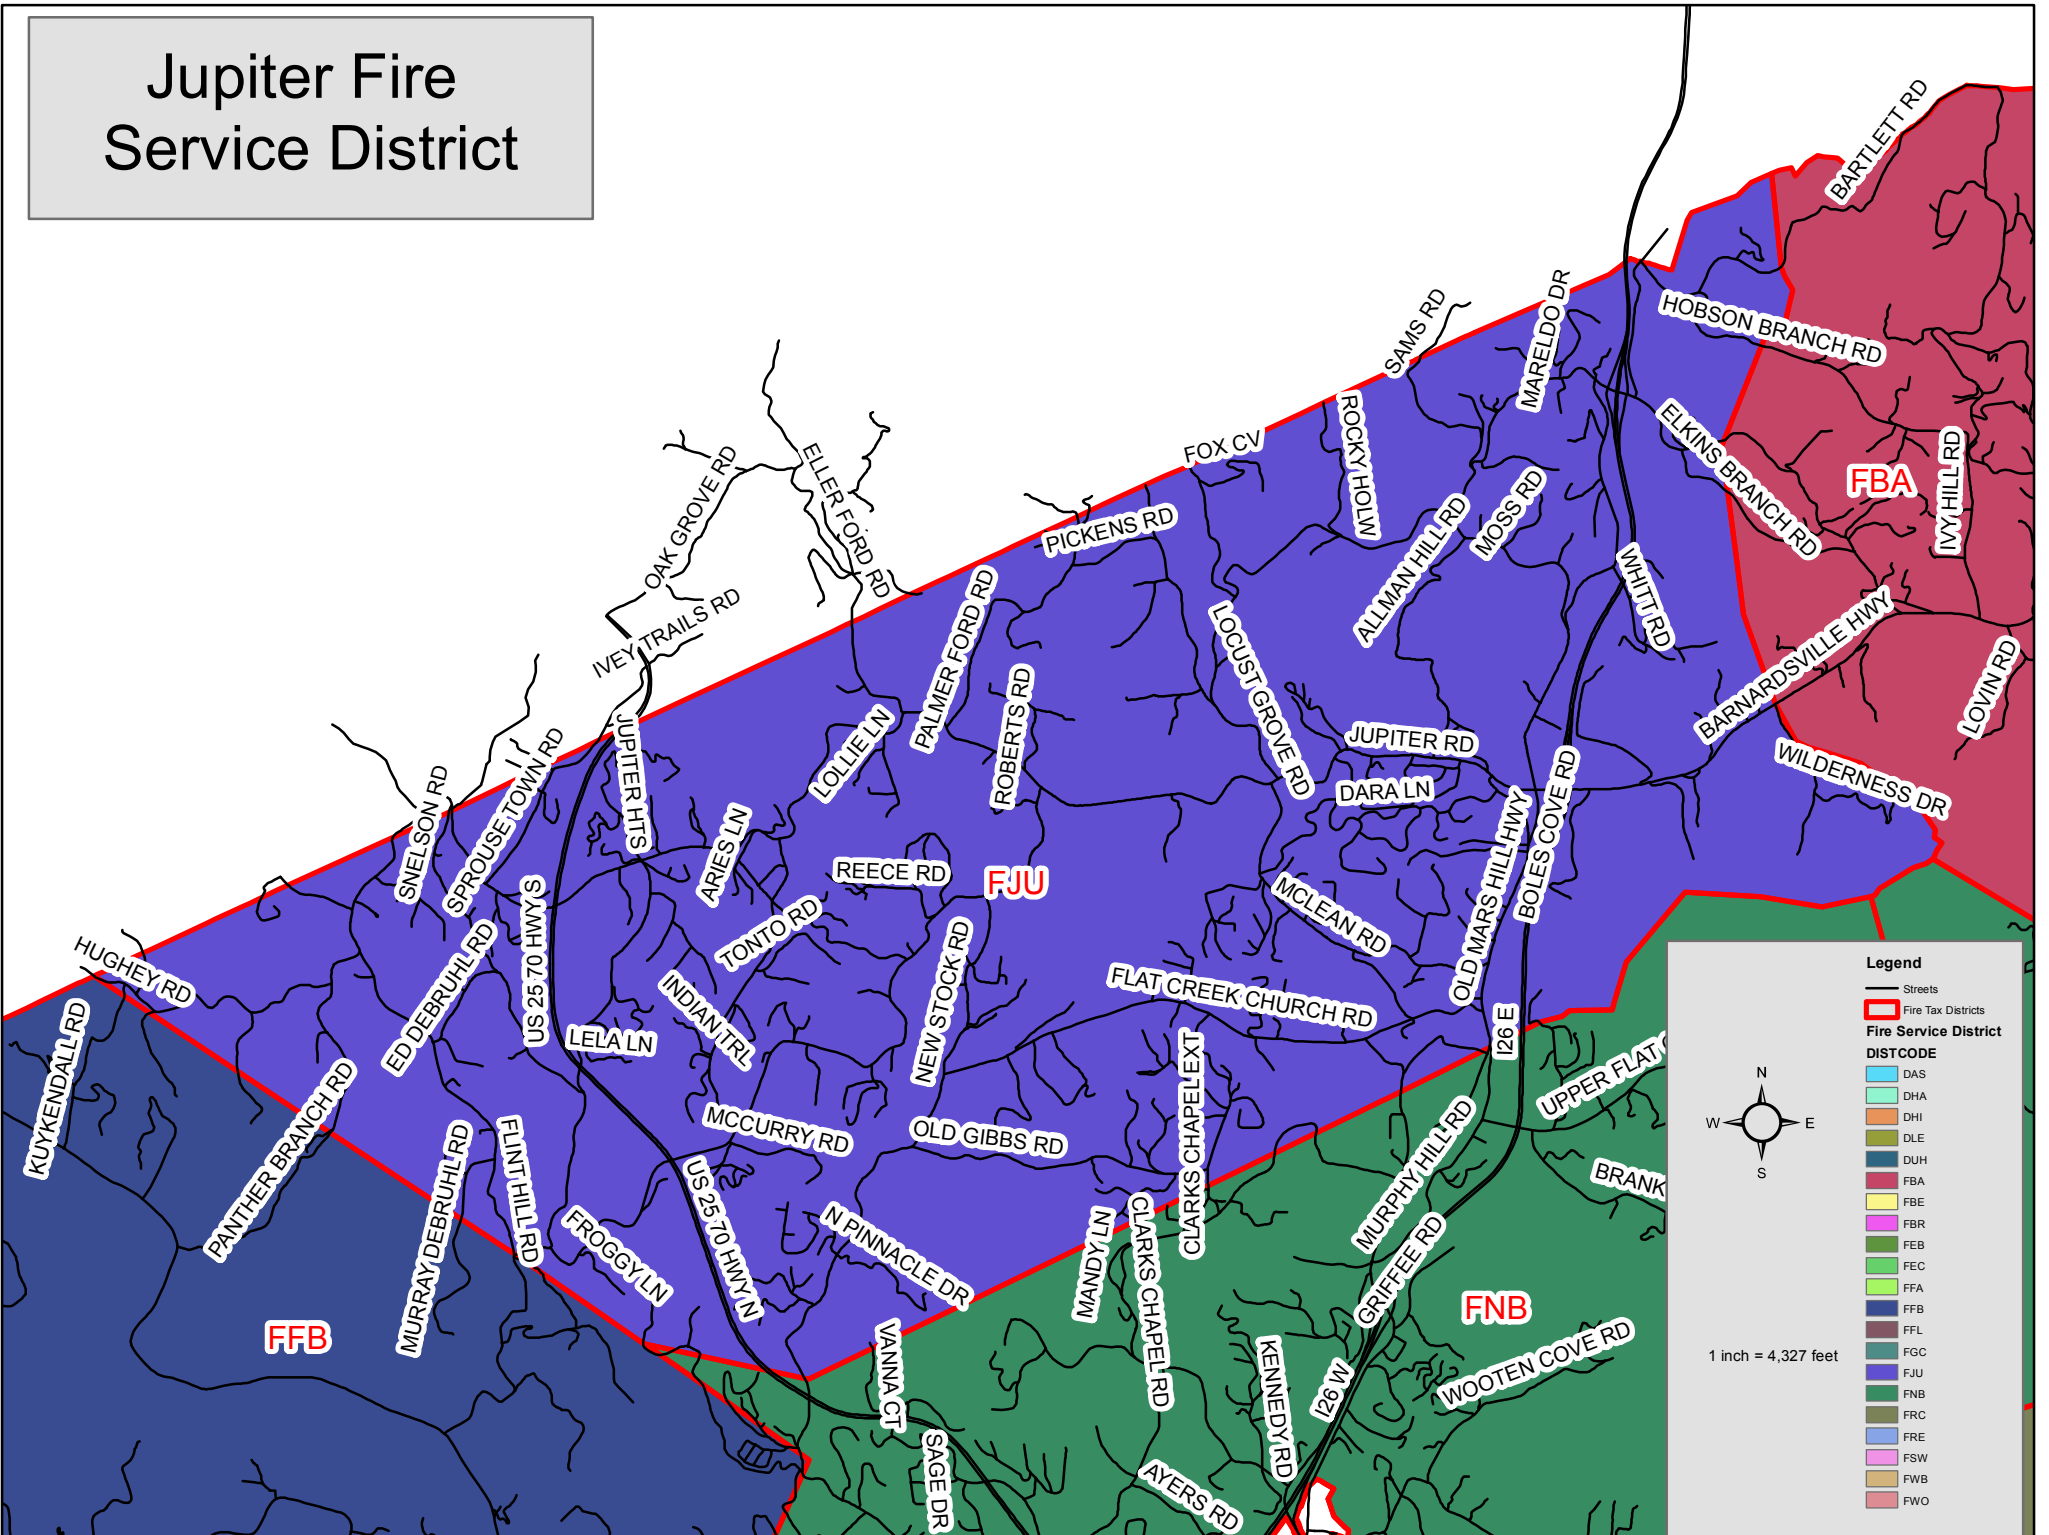 Jupiter Fire
Service District
BARTLETT RD
HOBSON BRANCH RD
SAMS RD
MARELDO DR
ROCKY HOLW
FOX CV
ELKINS BRANCH RD
FBA
IVY HILL RD
OAK GROVE RD
ELLER FORD RD
PICKENS RD
ALLMAN HILL RD
MOSS RD
WHITT RD
IVEY TRAILS RD
PALMER FORD RD
LOCUST GROVE RD
BARNARDSVILLE HWY
LOVIN RD
ROBERTS RD
JUPITER HTS
LOLLIE LN
JUPITER RD
DARA LN
WILDERNESS DR
SNELSON RD
SPROUSE TOWN RD
ARIES LN
REECE RD
FJU
OLD MARS HILL HWY
BOLES COVE RD
MCLEAN RD
TONTO RD
HUGHEY RD
ED DEBRUHL RD
US 25 70 HWY S
INDIAN TRL
NEW STOCK RD
FLAT CREEK CHURCH RD
LELA LN
I26 E
KUYKENDALL RD
PANTHER BRANCH RD
MURRAY DEBRUHL RD
FLINT HILL RD
MCCURRY RD
OLD GIBBS RD
CLARKS CHAPEL EXT
UPPER FLAT
MURPHY HILL RD
BRANK
FROGGY LN
US 25 70 HWY N
N PINNACLE DR
MANDY LN
CLARKS CHAPEL RD
GRIFFEE RD
FNB
FFB
VANNA CT
KENNEDY RD
I26 W
WOOTEN COVE RD
SAGE DR
AYERS RD
Legend
Streets
Fire Tax Districts
Fire Service District
DISTCODE
DAS
DHA
DHI
DLE
DUH
FBA
FBE
FBR
FEB
FEC
FFA
FFB
FFL
FGC
FJU
FNB
FRC
FRE
FSW
FWB
FWO
N
W
E
S
1 inch = 4,327 feet